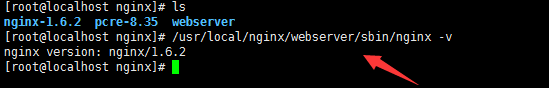 [root@localhost nginx]# ls
nginx-1.6.2 pcre-8.35 webserver
[root@localhost nginx]# /usr/local/nginx/webserver/sbin/nginx -v
nginx version: nginx/1.6.2
[root@localhost nginx]#